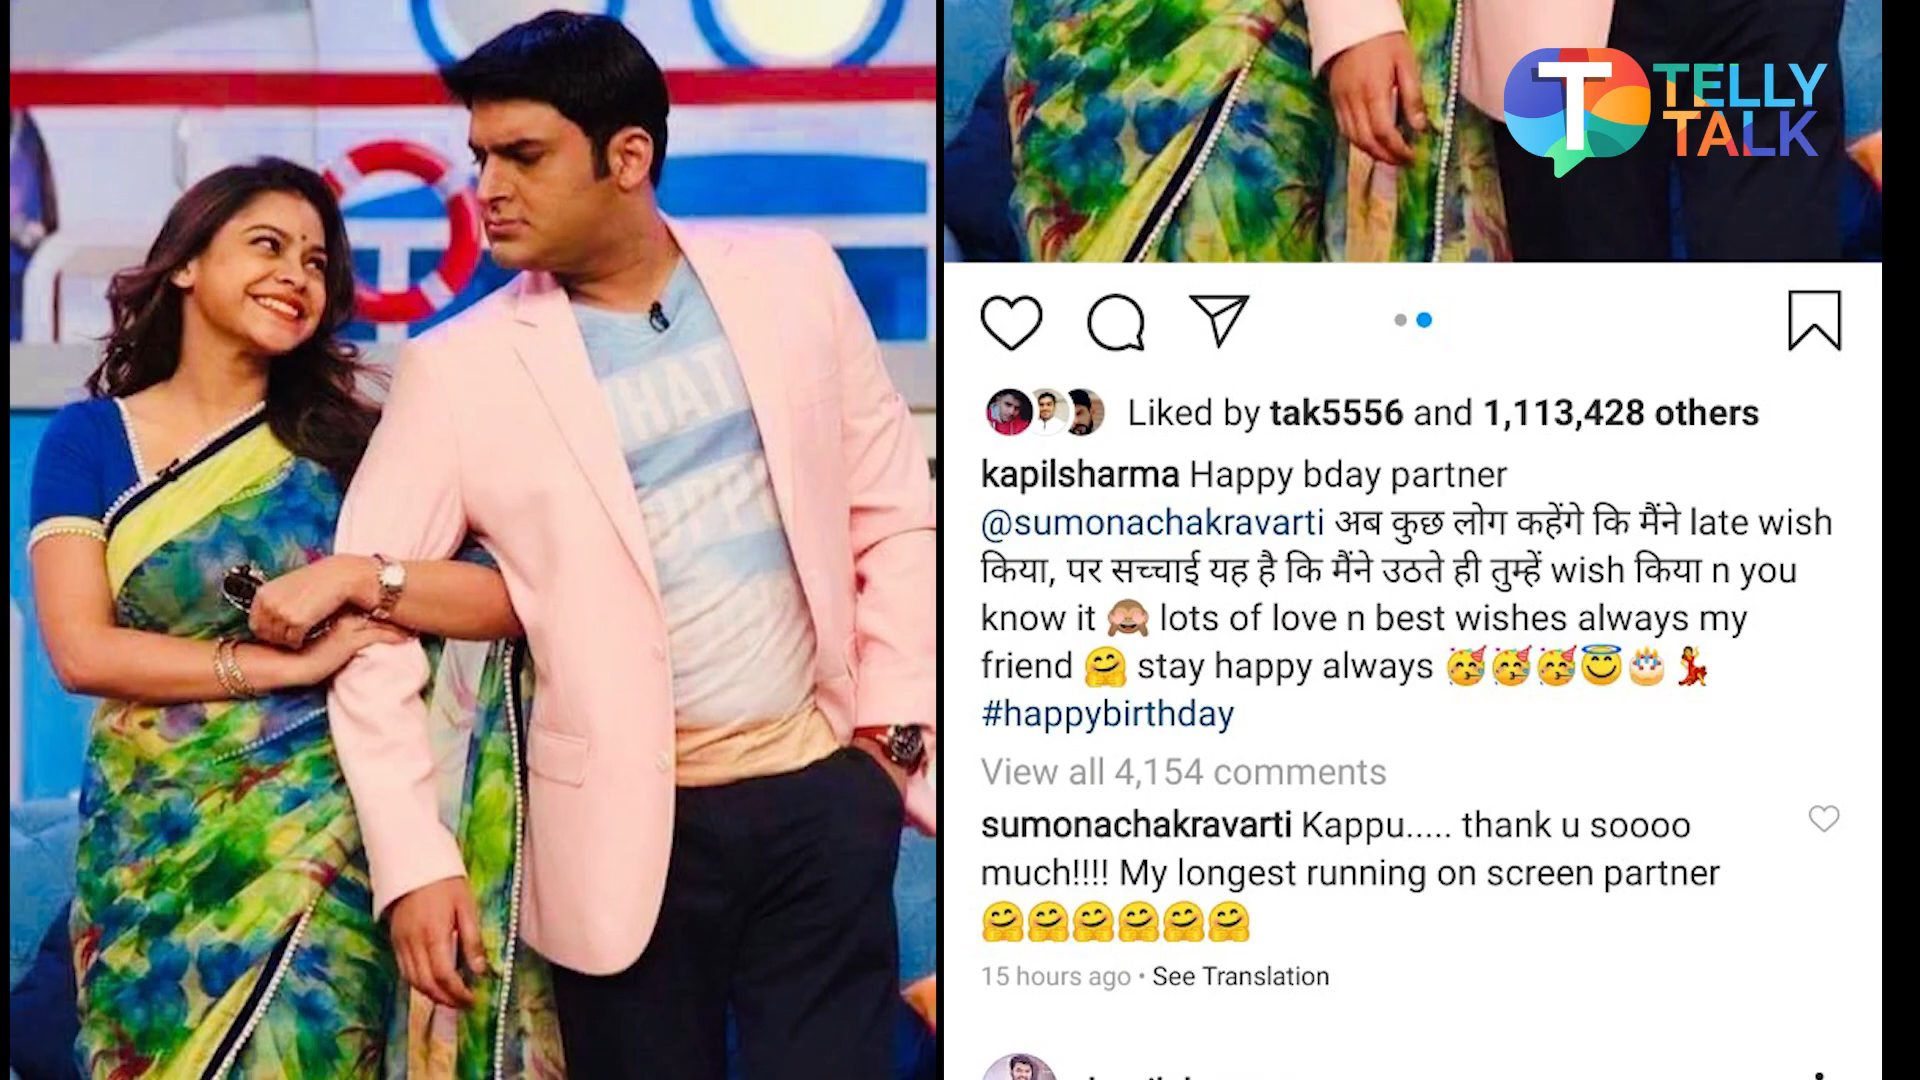 TELLY
TALK
Liked by tak5556 and 1,113,428 others
kapilsharma Happy bday partner
@sumonachakravarti अब कुछ लोग कहेंगे कि मैंने late wish
किया, पर सच्चाई यह है कि मैंने उठते ही तुम्हें wish किया n you
know it 🙈 lots of love n best wishes always my
friend 🤗 stay happy always 🥳🥳🥳😇🎂💃
#happybirthday
View all 4,154 comments
sumonachakravarti Kappu..... thank u soooo
much!!!! My longest running on screen partner
🤗🤗🤗🤗🤗🤗
15 hours ago • See Translation